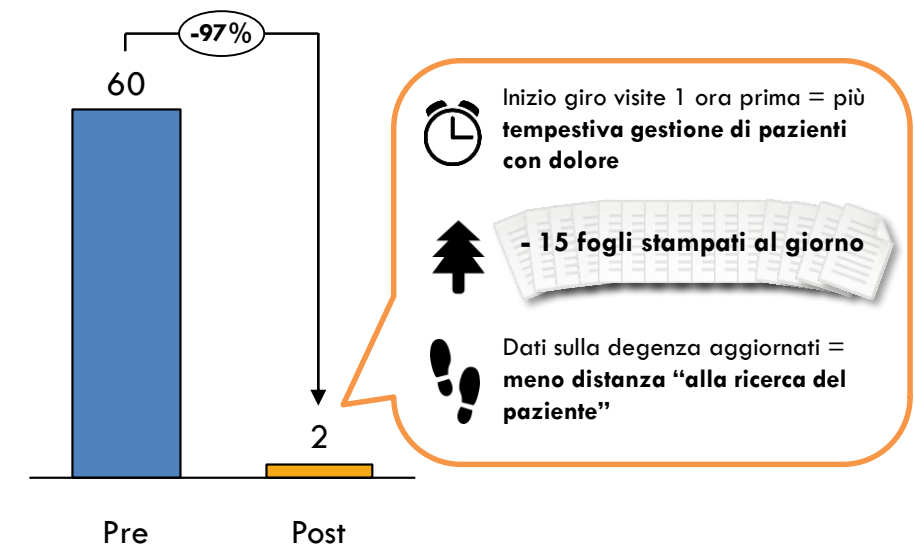 -97%
60
2
Pre
Post
Inizio giro visite 1 ora prima = più
tempestiva gestione di pazienti
con dolore
- 15 fogli stampati al giorno
Dati sulla degenza aggiornati =
meno distanza “alla ricerca del
paziente”